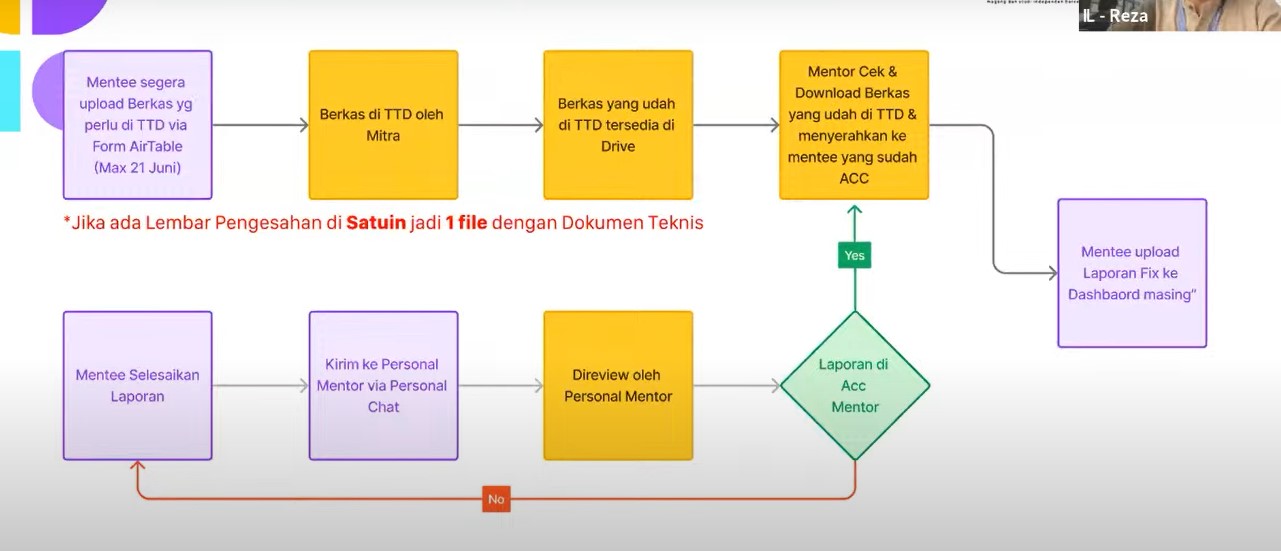 IL - Reza
Mentee segera
upload Berkas yg
perlu di TTD via
Form AirTable
(Max 21 Juni)
Berkas di TTD oleh
Mitra
Berkas yang udah
di TTD tersedia di
Drive
Mentor Cek &
Download Berkas
yang udah di TTD &
menyerahkan ke
mentee yang sudah
ACC
*Jika ada Lembar Pengesahan di Satuin jadi 1 file dengan Dokumen Teknis
Yes
Mentee upload
Laporan Fix ke
Dashbaord masing"
Mentee Selesaikan
Laporan
Kirim ke Personal
Mentor via Personal
Chat
Direview oleh
Personal Mentor
Laporan di
Acc
Mentor
No